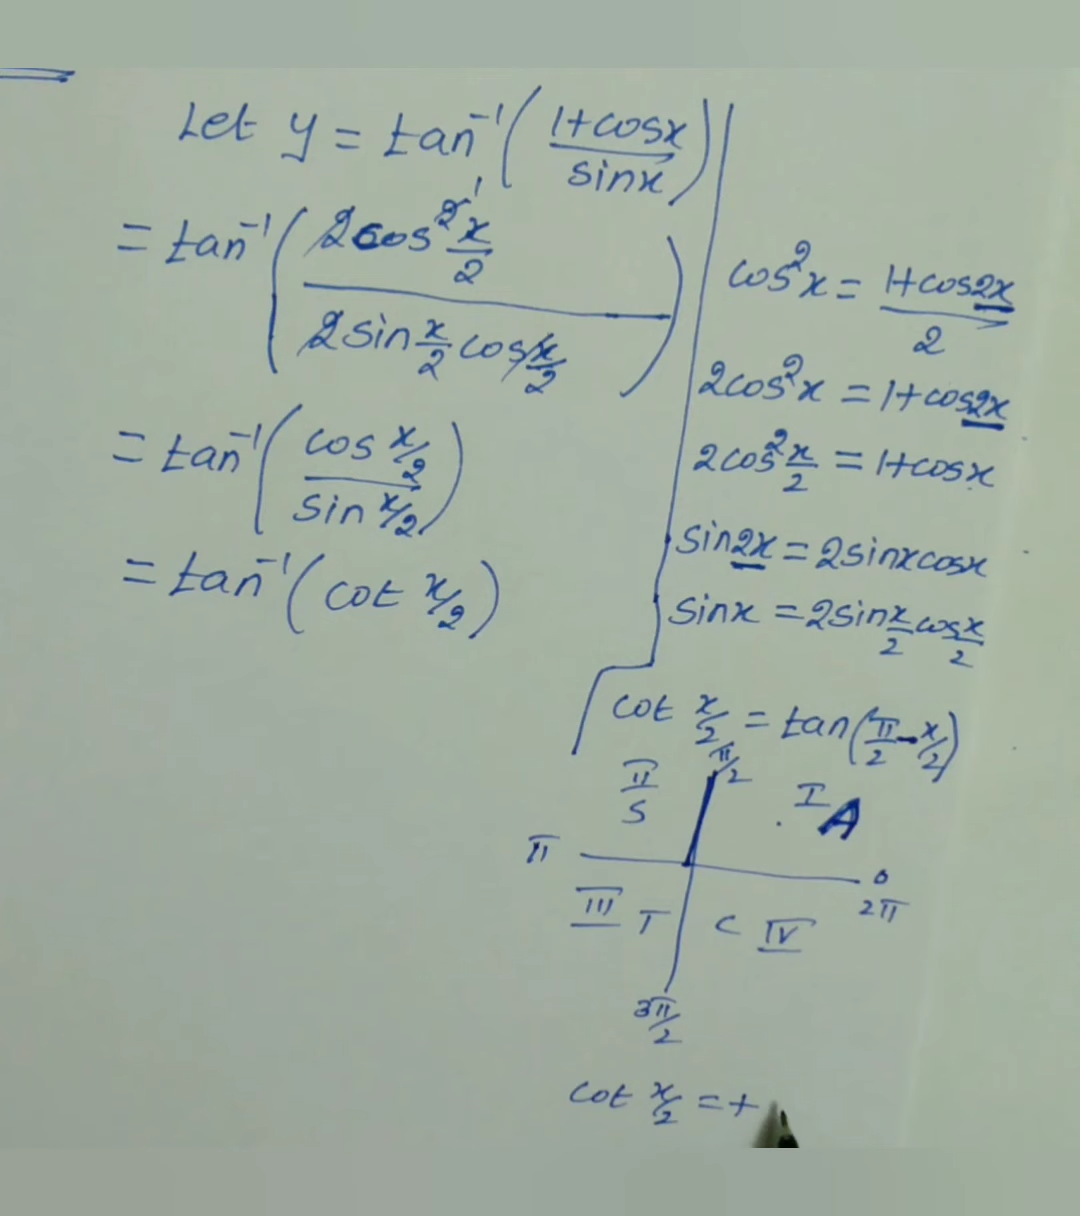 Let y = tan⁻¹(1+cosx / sinx)
= tan⁻¹(2cos²x/2 / 2sin x/2 cos x/2)
= tan⁻¹(cos x/2 / sin x/2)
= tan⁻¹(cot x/2)
cos²x = 1+cos2x / 2
2cos²x = 1+cos2x
2cos² x/2 = 1+cosx
sin2x = 2sinxcosx
sinx = 2sin x/2 cos x/2
cot x/2 = tan(π/2 - x/2)
π/2
II
S
I A
π
0
2π
III T
C IV
3π/2
cot x/2 = +